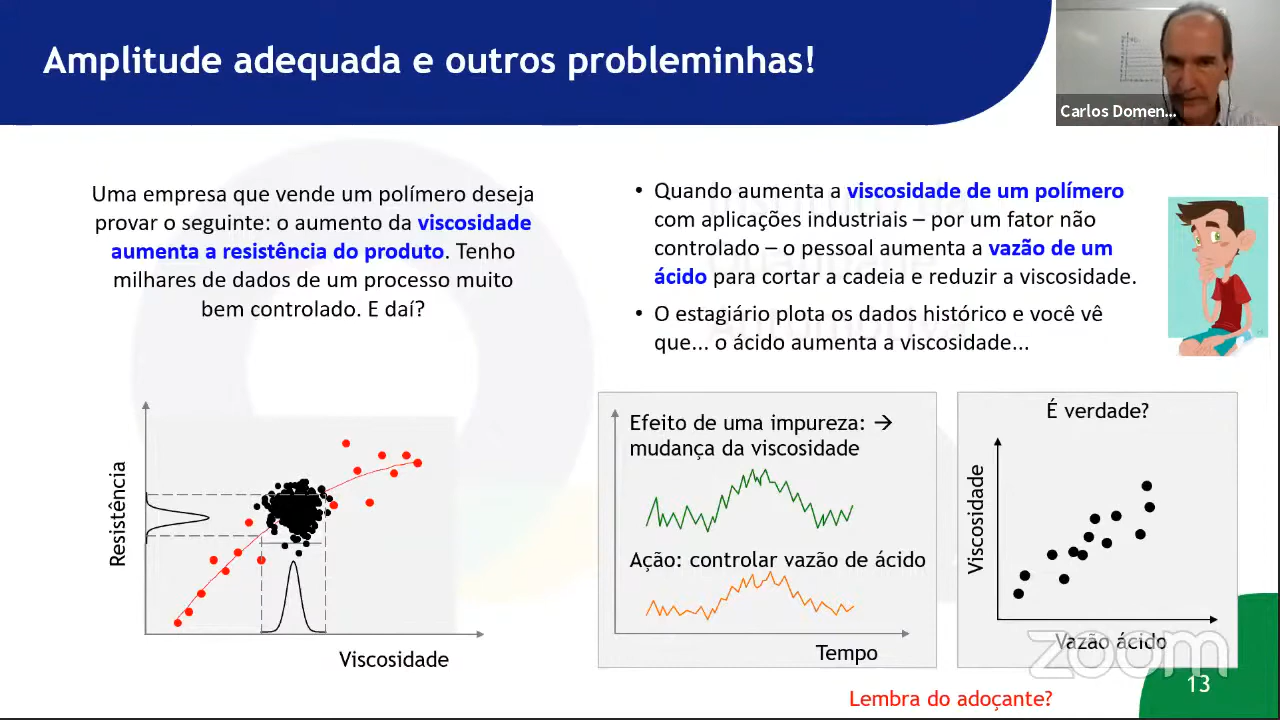 Amplitude adequada e outros probleminhas!
Carlos Domen...
Uma empresa que vende um polímero deseja
provar o seguinte: o aumento da viscosidade
aumenta a resistência do produto. Tenho
milhares de dados de um processo muito
bem controlado. E daí?
• Quando aumenta a viscosidade de um polímero
com aplicações industriais – por um fator não
controlado – o pessoal aumenta a vazão de um
ácido para cortar a cadeia e reduzir a viscosidade.
• O estagiário plota os dados histórico e você vê
que... o ácido aumenta a viscosidade...
Resistência
Viscosidade
Efeito de uma impureza: →
mudança da viscosidade
Ação: controlar vazão de ácido
Tempo
É verdade?
Viscosidade
Vazão ácido
zoom
13
Lembra do adoçante?